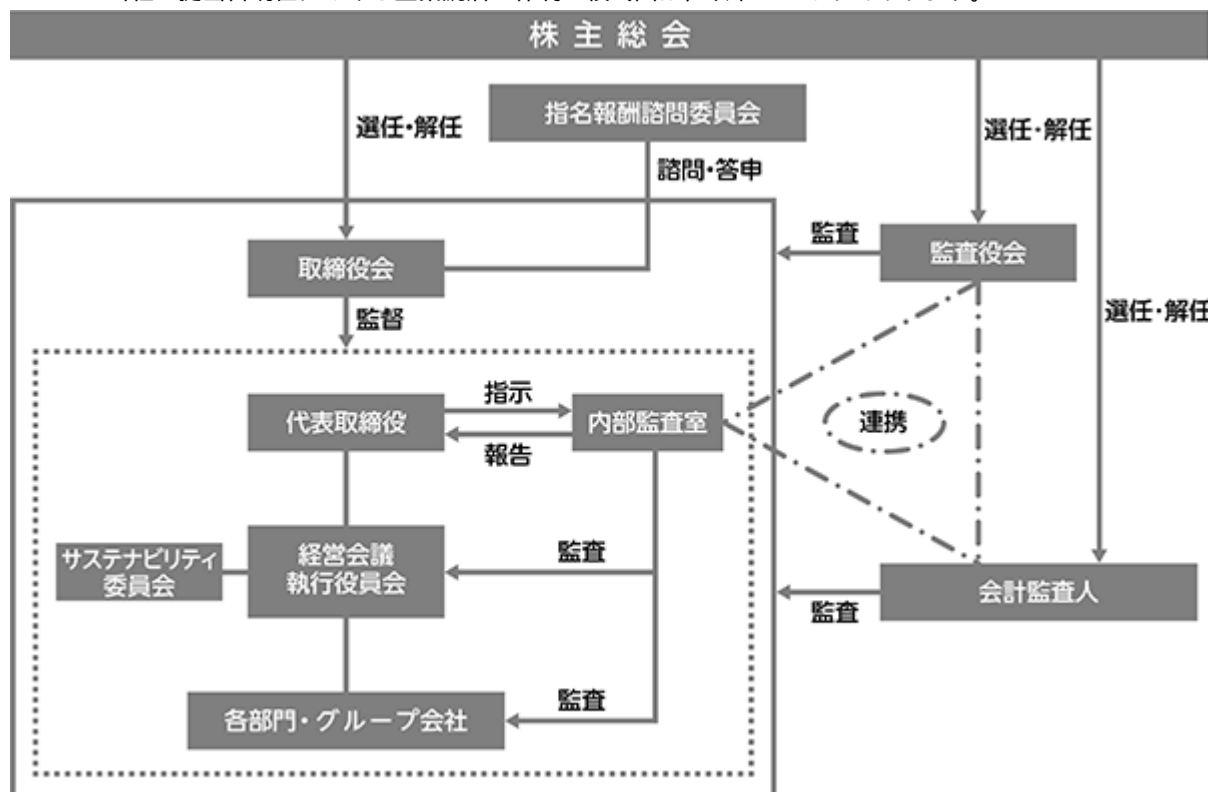 株主総会
指名報酬諮問委員会
選任・解任
選任・解任
諮問・答申
監査
監査役会
取締役会
監督
選任・解任
指示
代表取締役
内部監査室
連携
報告
経営会議
執行役員会
サステナビリティ
委員会
監査
会計監査人
監査
監査
各部門・グループ会社